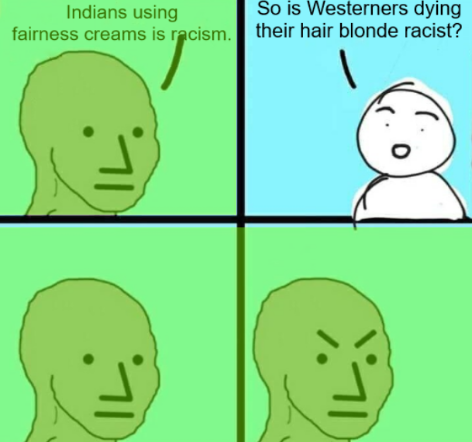 Indians using
fairness creams is racism.
So is Westerners dying
their hair blonde racist?